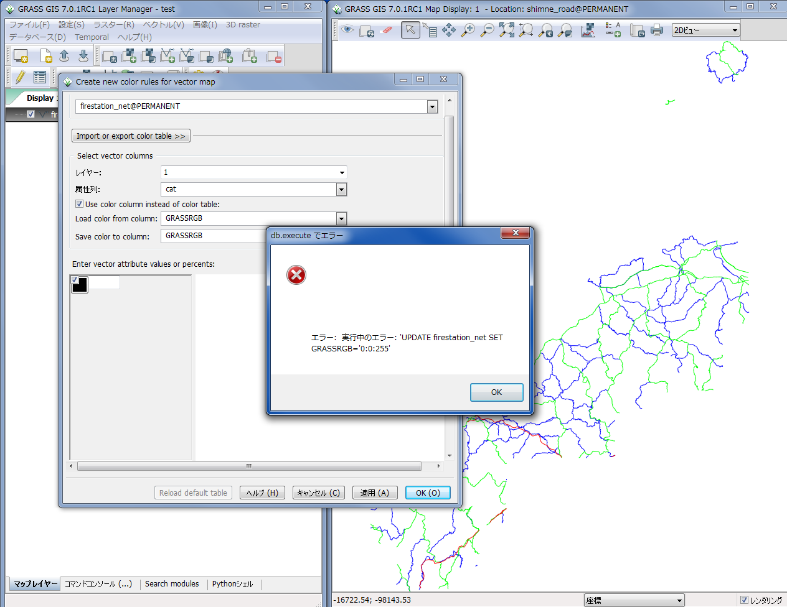 GRASS GIS 7.0.1RC1 Layer Manager - test
ファイル(F) 設定(S) ラスター(R) ベクトル(V) 画像(I) 3D raster
データベース(D) Temporal ヘルプ(H)
Display
Create new color rules for vector map
firestation_net@PERMANENT
Import or export color table >>
Select vector columns
レイヤー: 1
属性列: cat
Use color column instead of color table:
Load color from column: GRASSRGB
Save color to column: GRASSRGB
Enter vector attribute values or percents:
Reload default table ヘルプ (H) キャンセル (C) 適用 (A) OK (O)
マップレイヤー コマンドコンソール (...) Search modules Pythonシェル
db.execute でエラー
エラー: 実行中のエラー: 'UPDATE firestation_net SET
GRASSRGB='0:0:255'
OK
GRASS GIS 7.0.1RC1 Map Display: 1 - Location: shimne_road@PERMANENT
2Dビュー
-16722.54; -98143.53 座標 レンダリング